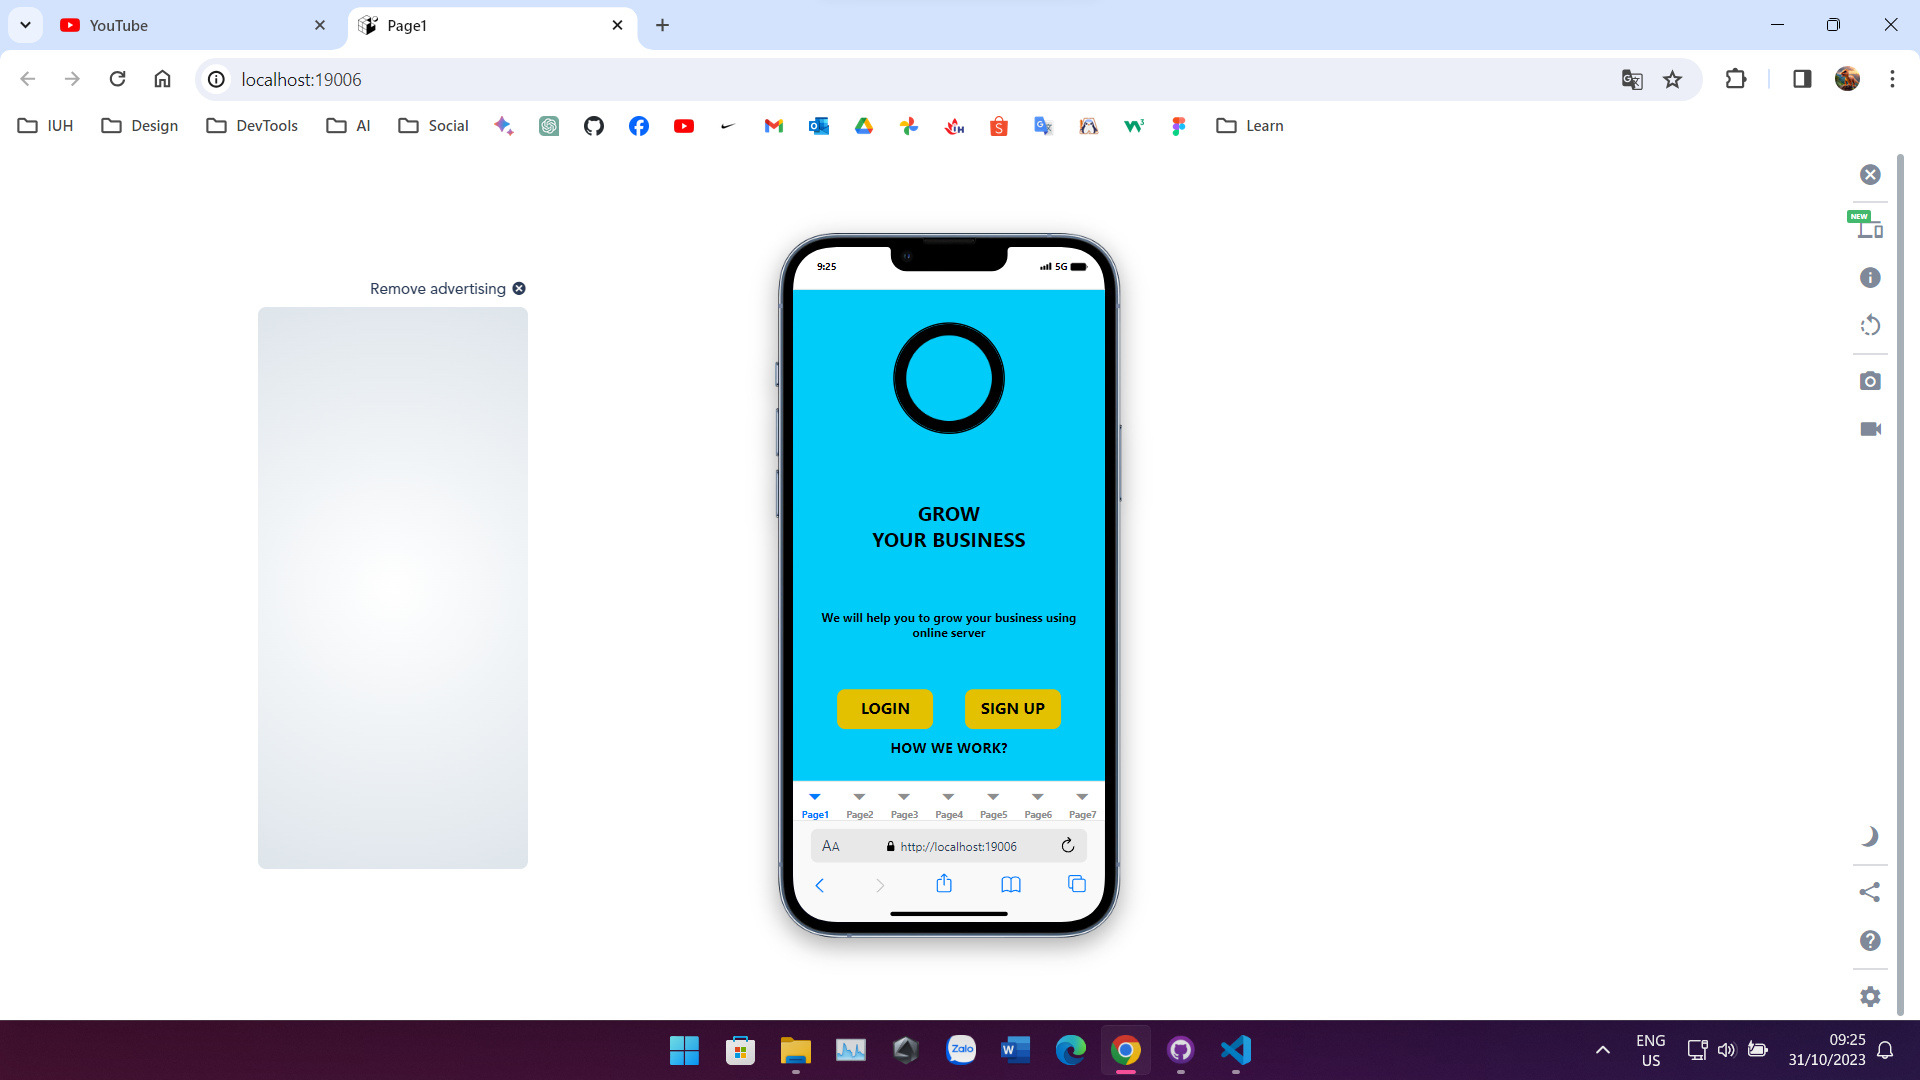 YouTube
Page1
localhost:19006
IUH
Design
DevTools
AI
Social
Learn
NEW
Remove advertising
9:25
5G
GROW
YOUR BUSINESS
We will help you to grow your business using
online server
LOGIN
SIGN UP
HOW WE WORK?
Page1
Page2
Page3
Page4
Page5
Page6
Page7
AA
http://localhost:19006
Zalo
ENG
US
09:25
31/10/2023